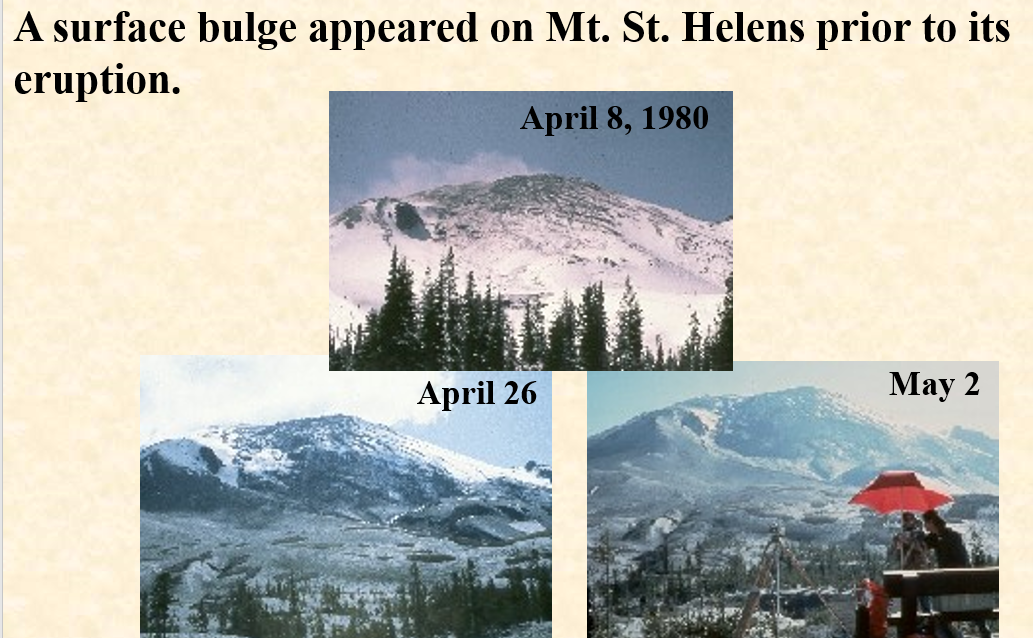 A surface bulge appeared on Mt. St. Helens prior to its
eruption.
April 8, 1980
April 26
May 2